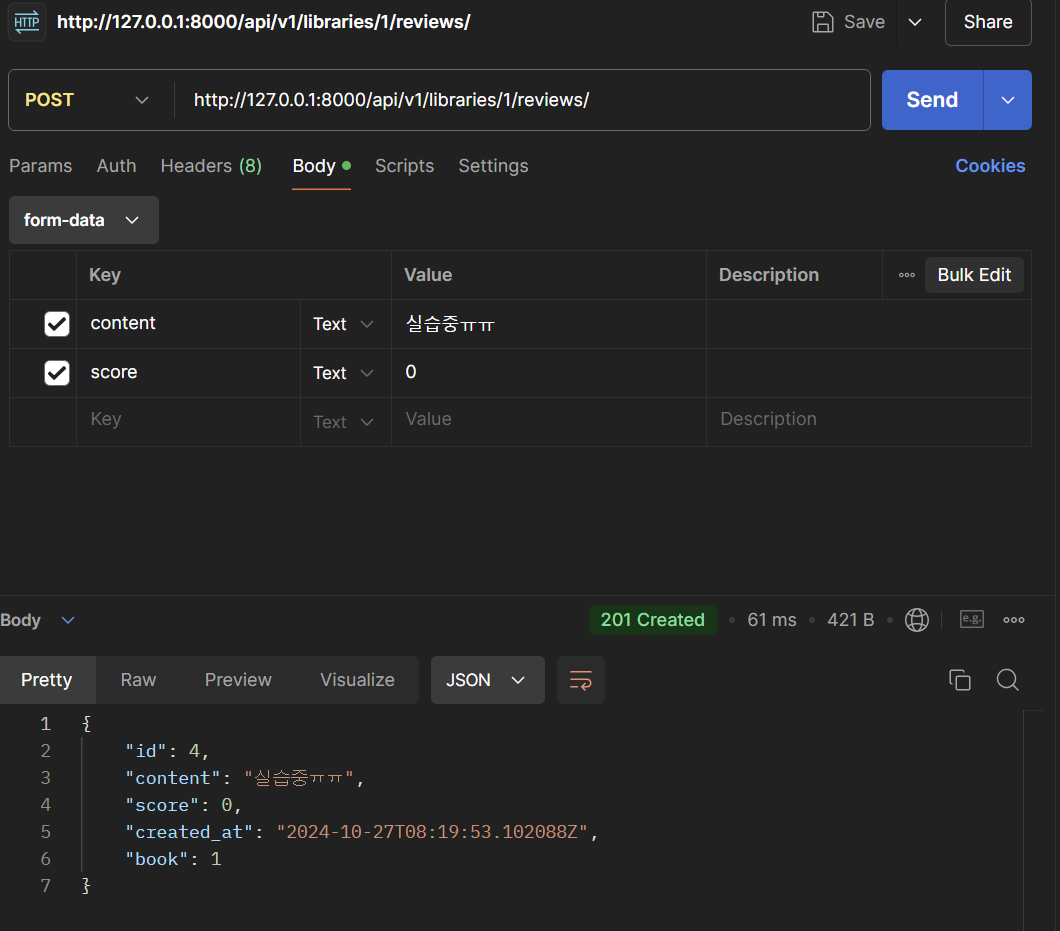 HTTP http://127.0.0.1:8000/api/v1/libraries/1/reviews/ Save Share
POST http://127.0.0.1:8000/api/v1/libraries/1/reviews/ Send
Params Auth Headers (8) Body Scripts Settings Cookies
form-data
Key Value Description Bulk Edit
content Text 실습중ㅠㅠ
score Text 0
Key Text Value Description
Body 201 Created 61 ms 421 B e.g.
Pretty Raw Preview Visualize JSON
1 {
2 "id": 4,
3 "content": "실습중ㅠㅠ",
4 "score": 0,
5 "created_at": "2024-10-27T08:19:53.102088Z",
6 "book": 1
7 }